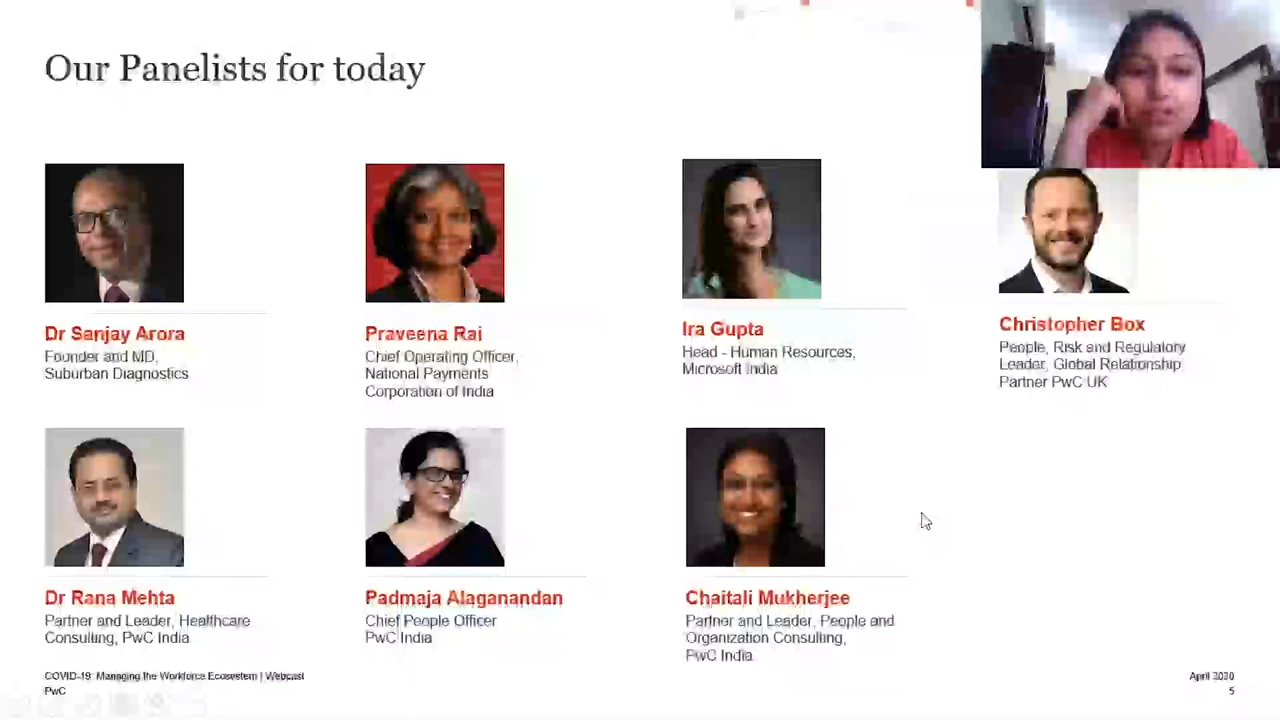 Our Panelists for today
Dr Sanjay Arora
Founder and MD,
Suburban Diagnostics
Praveena Rai
Chief Operating Officer,
National Payments
Corporation of India
Ira Gupta
Head - Human Resources,
Microsoft India
Christopher Box
People, Risk and Regulatory
Leader, Global Relationship
Partner PwC UK
Dr Rana Mehta
Partner and Leader, Healthcare
Consulting, PwC India
Padmaja Alaganandan
Chief People Officer
PwC India
Chaitali Mukherjee
Partner and Leader, People and
Organization Consulting,
PwC India
COVID-19: Managing the Workforce Ecosystem | Webcast
PwC
April 2020
5